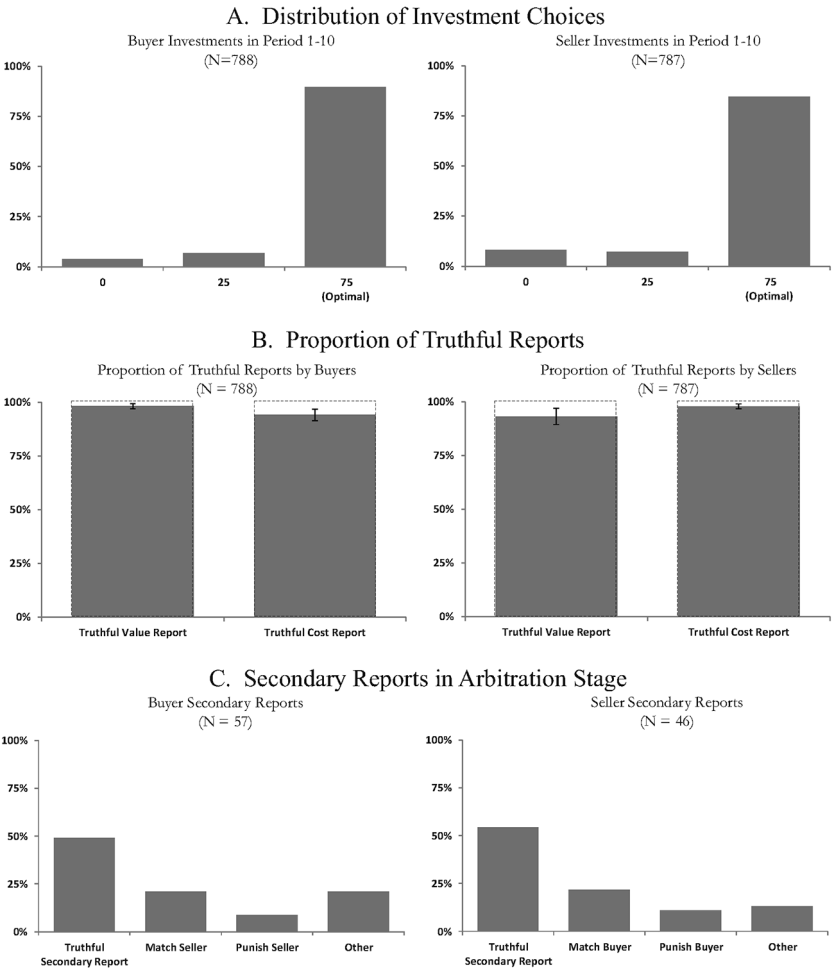 A. Distribution of Investment Choices
Buyer Investments in Period 1-10
(N=788)
100%
75%
50%
25%
0%
0
25
75
(Optimal)
Seller Investments in Period 1-10
(N=787)
100%
75%
50%
25%
0%
0
25
75
(Optimal)
B. Proportion of Truthful Reports
Proportion of Truthful Reports by Buyers
(N = 788)
100%
75%
50%
25%
0%
Truthful Value Report
Truthful Cost Report
Proportion of Truthful Reports by Sellers
(N = 787)
100%
75%
50%
25%
0%
Truthful Value Report
Truthful Cost Report
C. Secondary Reports in Arbitration Stage
Buyer Secondary Reports
(N = 57)
100%
75%
50%
25%
0%
Truthful
Secondary Report
Match Seller
Punish Seller
Other
Seller Secondary Reports
(N = 46)
100%
75%
50%
25%
0%
Truthful
Secondary Report
Match Buyer
Punish Buyer
Other